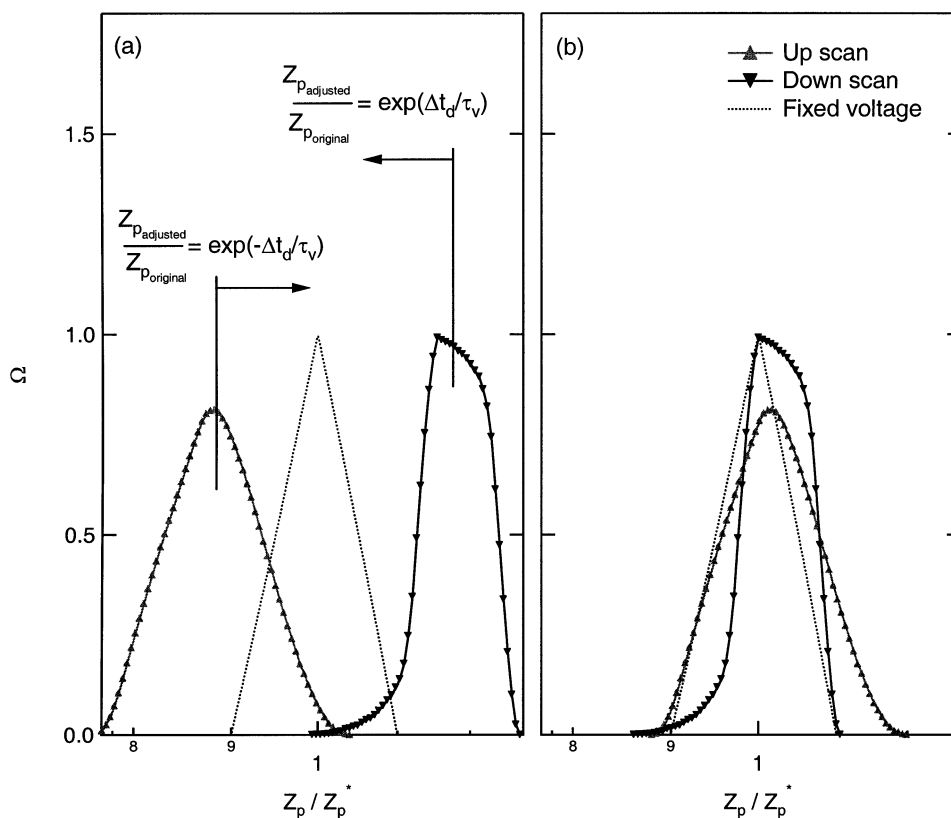 (a)
Z_p_adjusted / Z_p_original = exp(Δt_d/τ_v)
Z_p_adjusted / Z_p_original = exp(-Δt_d/τ_v)
(b)
Up scan
Down scan
Fixed voltage
1.5
1.0
0.5
0.0
Ω
8
9
1
8
9
1
Z_p / Z_p^*
Z_p / Z_p^*